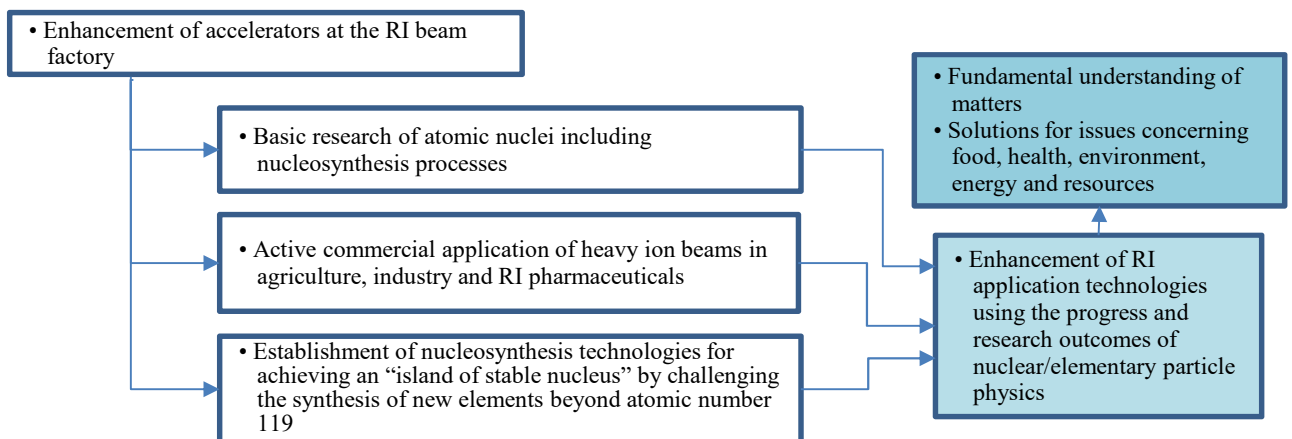 • Enhancement of accelerators at the RI beam
factory
• Basic research of atomic nuclei including
nucleosynthesis processes
• Active commercial application of heavy ion beams in
agriculture, industry and RI pharmaceuticals
• Establishment of nucleosynthesis technologies for
achieving an “island of stable nucleus” by challenging
the synthesis of new elements beyond atomic number
119
• Fundamental understanding of
matters
• Solutions for issues concerning
food, health, environment,
energy and resources
• Enhancement of RI
application technologies
using the progress and
research outcomes of
nuclear/elementary particle
physics